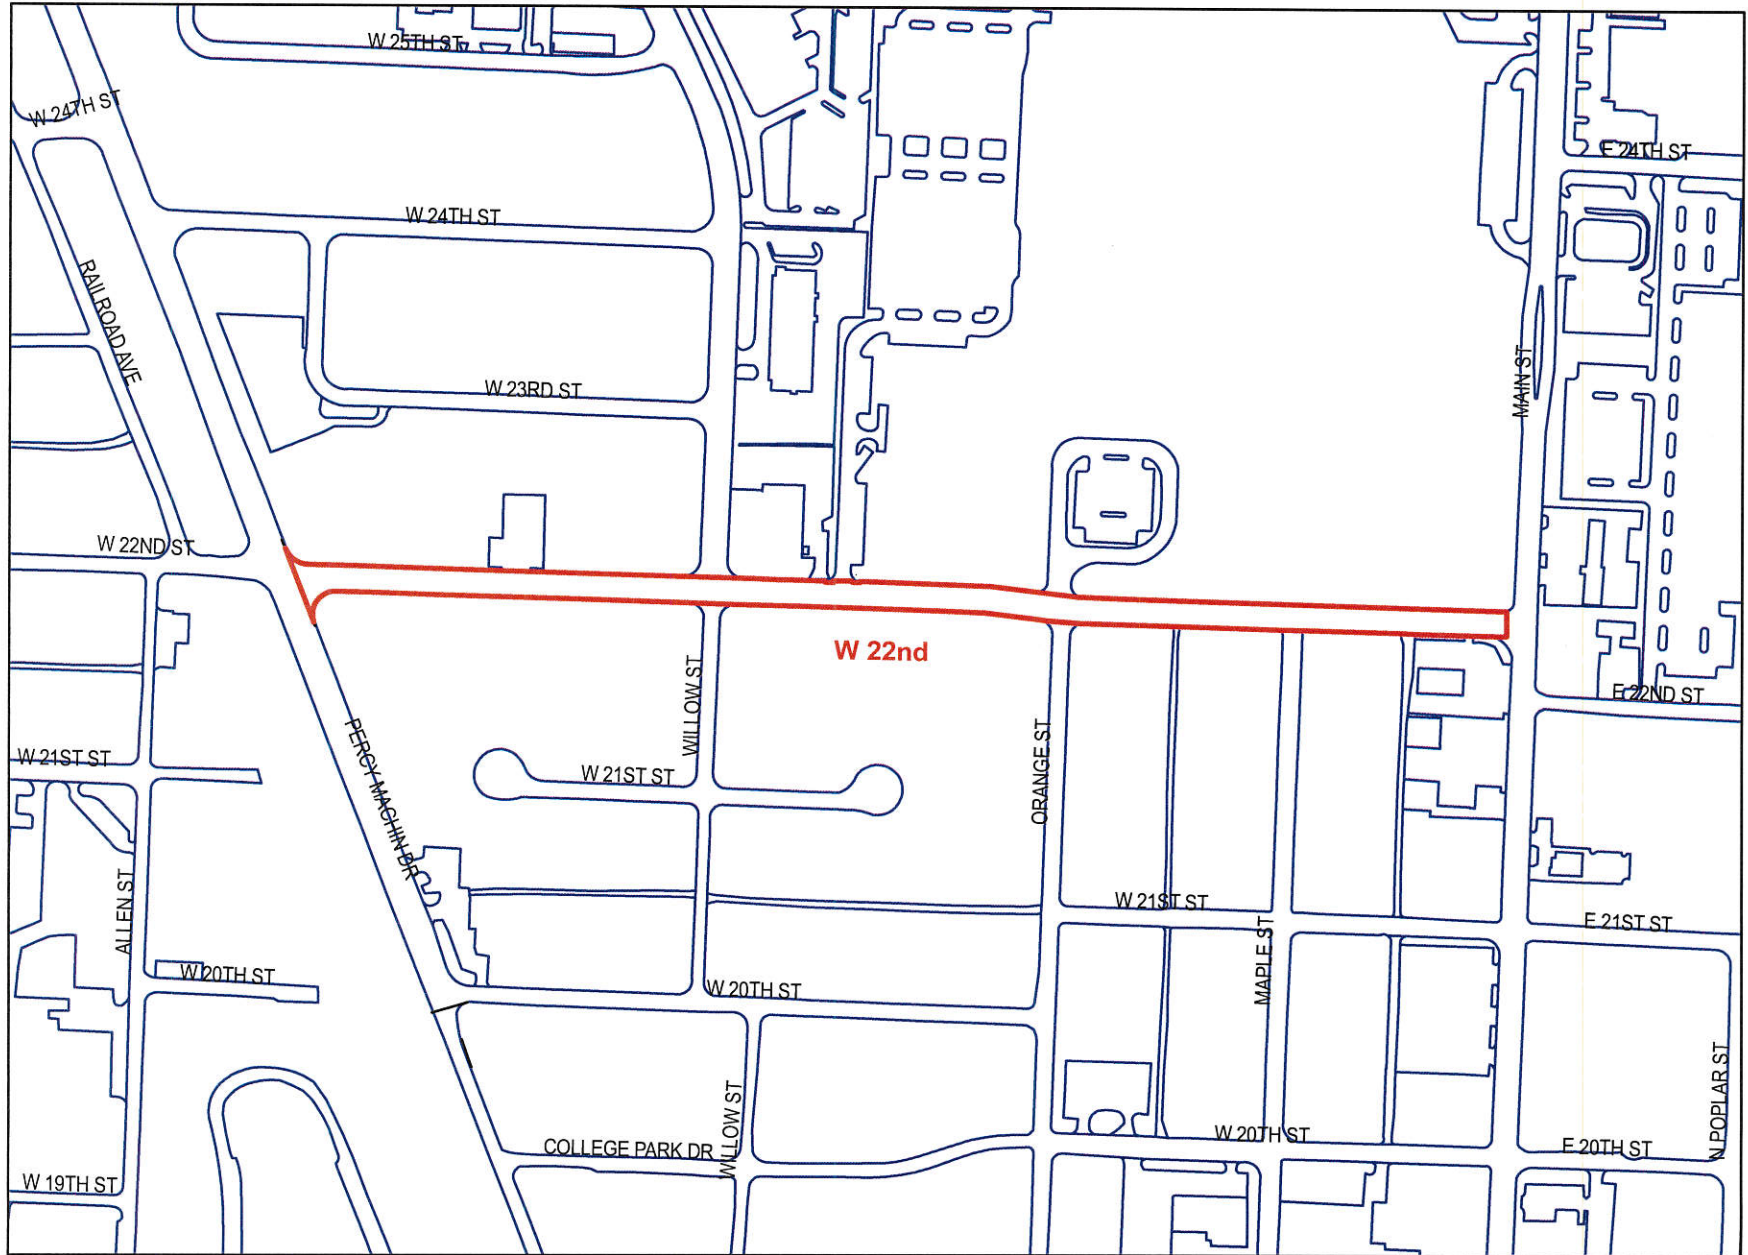 W 25TH ST
W 24TH ST
E 24TH ST
W 24TH ST
RAILROAD AVE
MAIN ST
W 23RD ST
W 22ND ST
W 22nd
E 22ND ST
WILLOW ST
PERCY MACHIN DR
ORANGE ST
W 21ST ST
W 21ST ST
ALLEN ST
W 21ST ST
E 21ST ST
MAPLE ST
W 20TH ST
W 20TH ST
N POPLAR ST
WILLOW ST
W 20TH ST
COLLEGE PARK DR
E 20TH ST
W 19TH ST